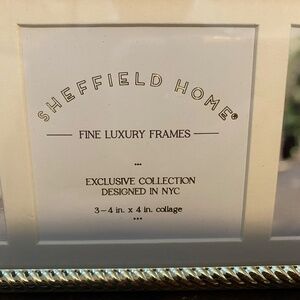 SHEFFIELD HOME®
FINE LUXURY FRAMES
EXCLUSIVE COLLECTION
DESIGNED IN NYC
3–4 in. x 4 in. collage